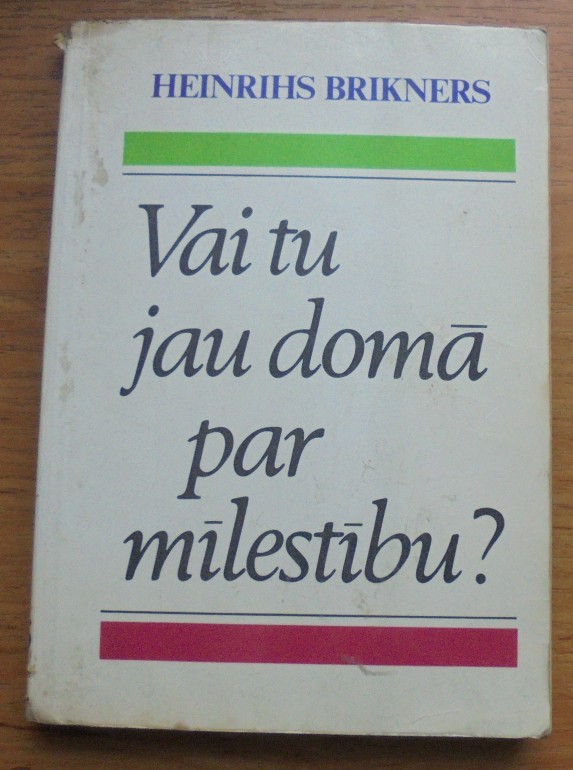 HEINRIHS BRIKNERS
Vai tu
jau domā
par
mīlestību?